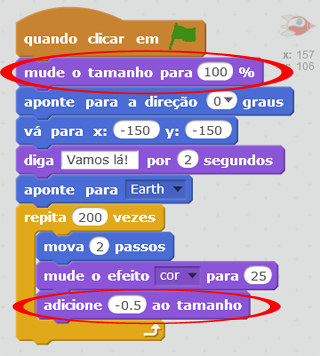 quando clicar em
mude o tamanho para 100 %
x: 157
y: 106
aponte para a direção 0 graus
vá para x: -150 y: -150
diga Vamos lá! por 2 segundos
aponte para Earth
repita 200 vezes
mova 2 passos
mude o efeito cor para 25
adicione -0.5 ao tamanho